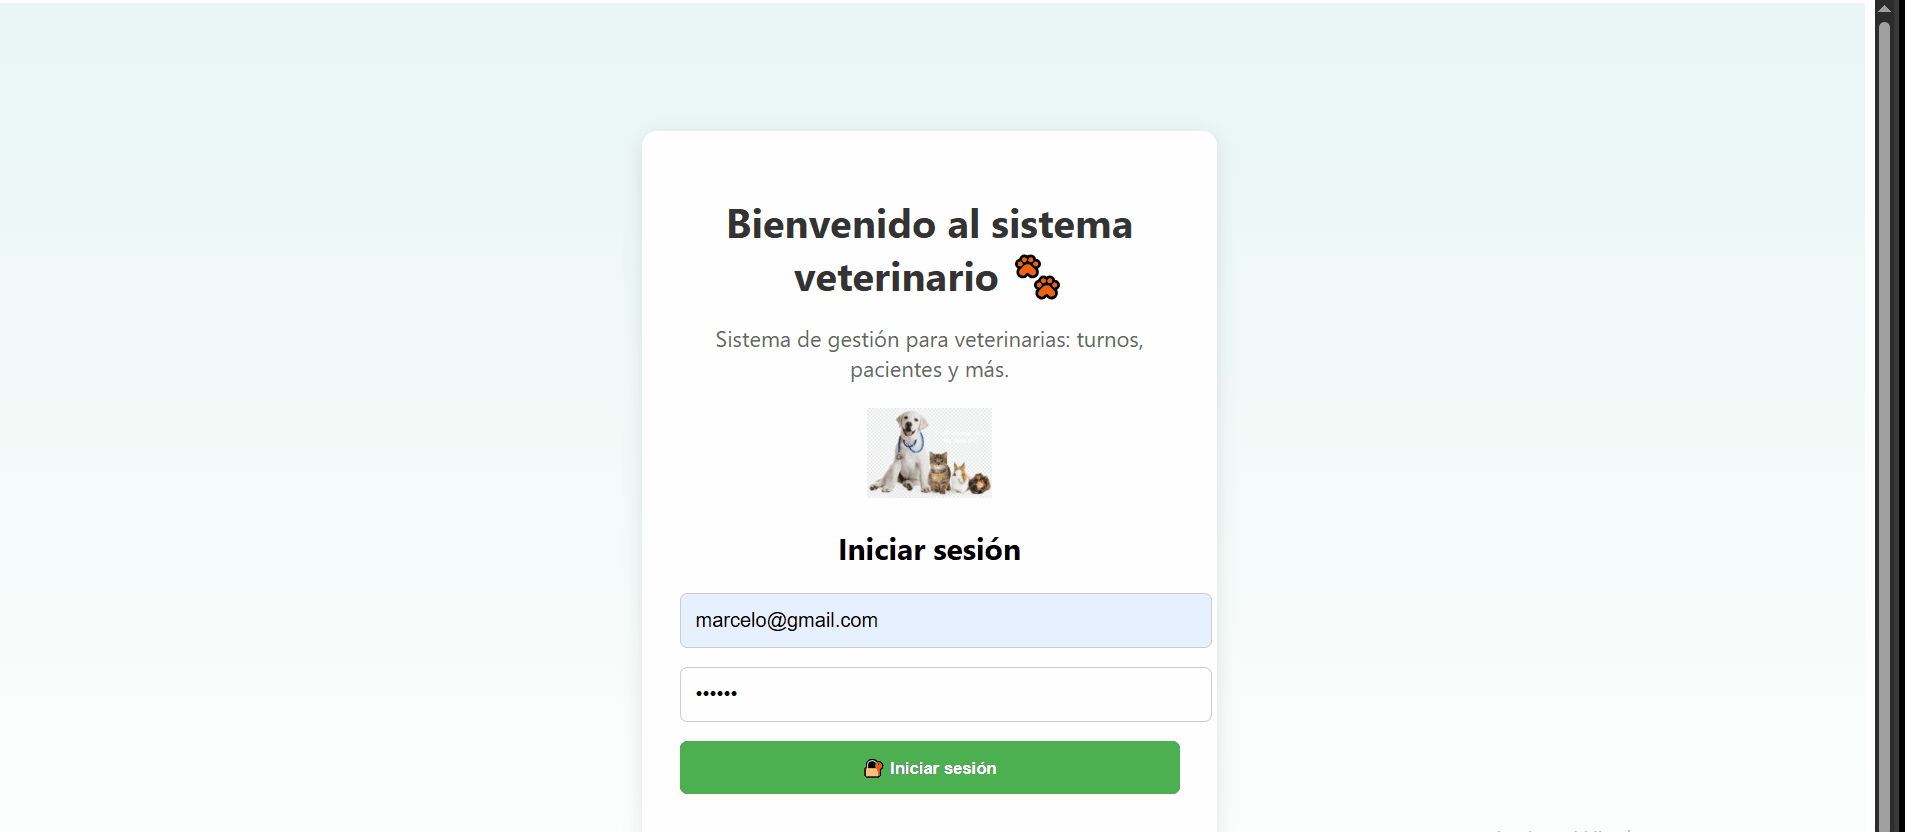 Bienvenido al sistema
veterinario 🐾
Sistema de gestión para veterinarias: turnos,
pacientes y más.
Iniciar sesión
marcelo@gmail.com
••••••
🔐 Iniciar sesión